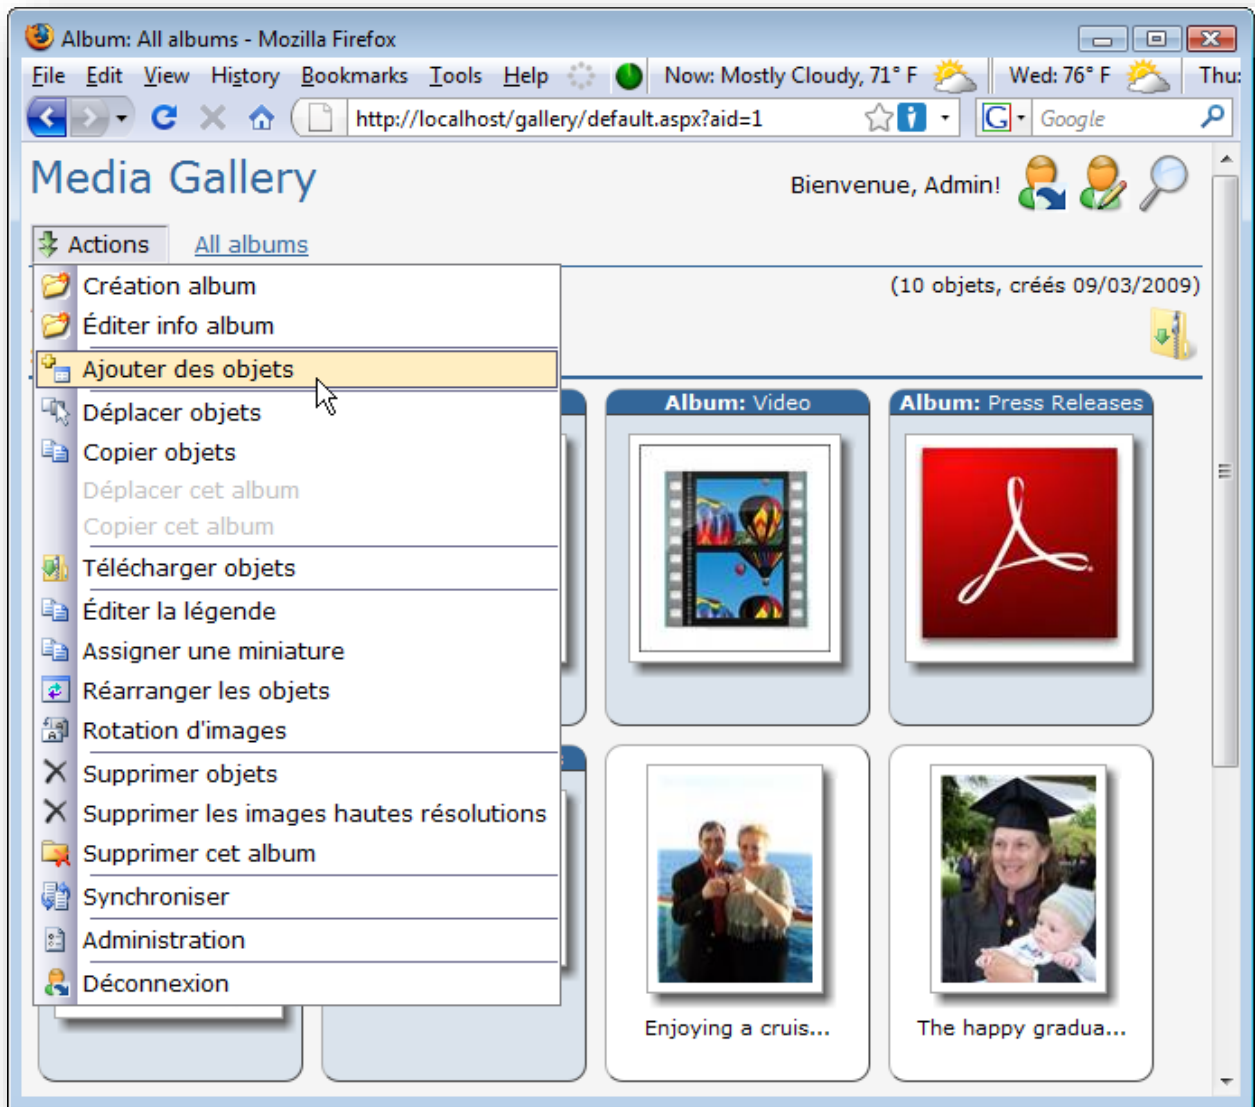 Album: All albums - Mozilla Firefox
File Edit View History Bookmarks Tools Help Now: Mostly Cloudy, 71° F Wed: 76° F Thu:
http://localhost/gallery/default.aspx?aid=1 G Google
Media Gallery
Bienvenue, Admin!
Actions All albums
(10 objets, créés 09/03/2009)
Création album
Éditer info album
Ajouter des objets
Déplacer objets
Copier objets
Déplacer cet album
Copier cet album
Télécharger objets
Éditer la légende
Assigner une miniature
Réarranger les objets
Rotation d'images
Supprimer objets
Supprimer les images hautes résolutions
Supprimer cet album
Synchroniser
Administration
Déconnexion
Album: Video
Album: Press Releases
Enjoying a cruis...
The happy gradua...